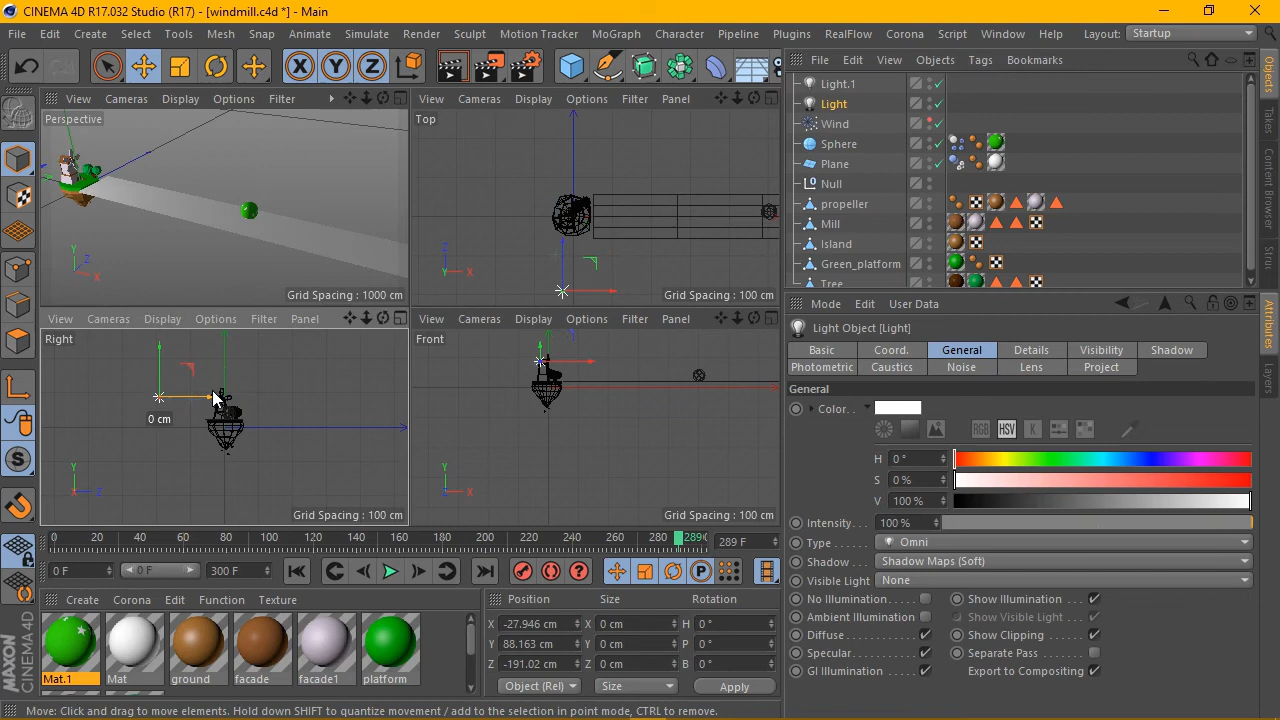 CINEMA 4D R17.032 Studio (R17) - [windmill.c4d *] - Main
File Edit Create Select Tools Mesh Snap Animate Simulate Render Sculpt Motion Tracker MoGraph Character Pipeline Plugins RealFlow Corona Script Window Help Layout: Startup
View Cameras Display Options Filter
View Cameras Display Options Filter Panel
File Edit View Objects Tags Bookmarks
Perspective
Top
Grid Spacing : 1000 cm
Grid Spacing : 100 cm
Light.1
Light
Wind
Sphere
Plane
Null
propeller
Mill
Island
Green_platform
Tree
Objects
Takes
Content Browser
Struc
View Cameras Display Options Filter Panel
View Cameras Display Options Filter Panel
Right
Front
0 cm
Grid Spacing : 100 cm
Grid Spacing : 100 cm
Mode Edit User Data
Light Object [Light]
Basic Coord. General Details Visibility Shadow
Photometric Caustics Noise Lens Project
General
Color. .
RGB HSV K
H 0 °
S 0 %
V 100 %
Intensity. . . . 100 %
Type. . . . . . . Omni
Shadow. . . . Shadow Maps (Soft)
Visible Light . None
No Illumination. . . . . Show Illumination . . .
Ambient Illumination Show Visible Light . . .
Diffuse . . . . . . . . . . Show Clipping . . . . .
Specular. . . . . . . . . Separate Pass . . . . .
GI Illumination . . . . . Export to Compositing
Attributes
Layers
0 20 40 60 80 100 120 140 160 180 200 220 240 260 280 289
289 F
0 F 0 F 300 F
Create Corona Edit Function Texture
Mat.1 Mat ground facade facade1 platform
Position Size Rotation
X -27.946 cm X 0 cm H 0 °
Y 88.163 cm Y 0 cm P 0 °
Z -191.02 cm Z 0 cm B 0 °
Object (Rel) Size Apply
MAXON
CINEMA 4D
Move: Click and drag to move elements. Hold down SHIFT to quantize movement / add to the selection in point mode, CTRL to remove.